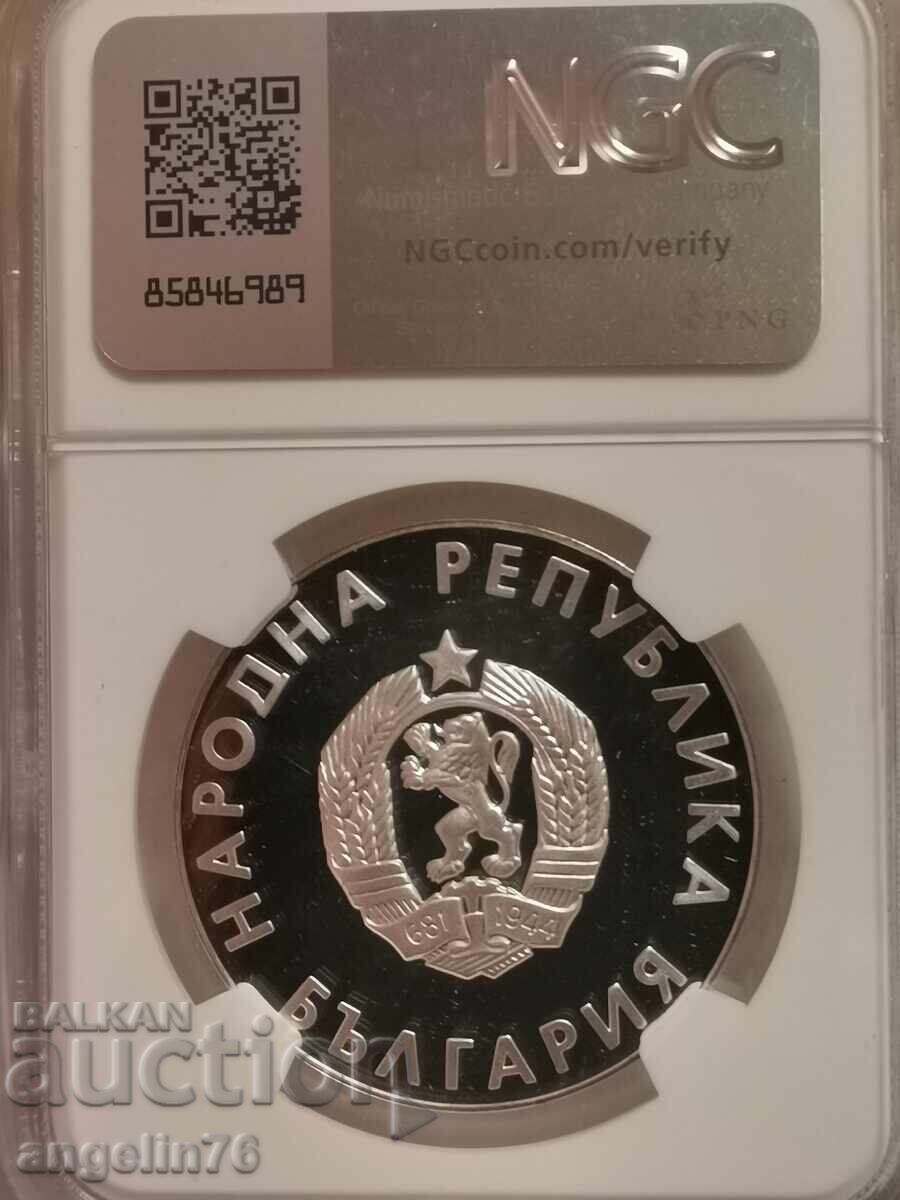 NGC
NGCcoin.com/verify
85846989
PNG
НАРОДНА РЕПУБЛИКА
БЪЛГАРИЯ
681 1944
BALKAN
auction
angelin76